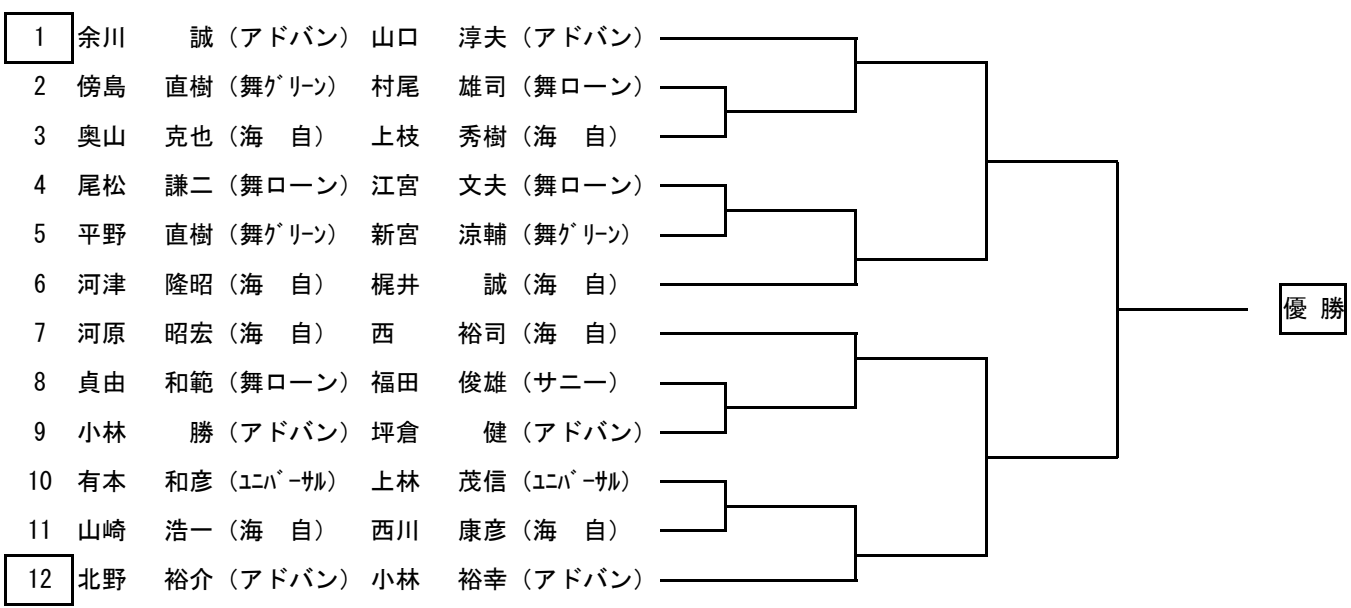 1 余川 誠（アドバン） 山口 淳夫（アドバン）
2 傍島 直樹（舞ｸﾞﾘｰﾝ） 村尾 雄司（舞ローン）
3 奥山 克也（海 自） 上枝 秀樹（海 自）
4 尾松 謙二（舞ローン） 江宮 文夫（舞ローン）
5 平野 直樹（舞ｸﾞﾘｰﾝ） 新宮 涼輔（舞ｸﾞﾘｰﾝ）
6 河津 隆昭（海 自） 梶井 誠（海 自）
優 勝
7 河原 昭宏（海 自） 西 裕司（海 自）
8 貞由 和範（舞ローン） 福田 俊雄（サニー）
9 小林 勝（アドバン） 坪倉 健（アドバン）
10 有本 和彦（ﾕﾆﾊﾞｰｻﾙ） 上林 茂信（ﾕﾆﾊﾞｰｻﾙ）
11 山崎 浩一（海 自） 西川 康彦（海 自）
12 北野 裕介（アドバン） 小林 裕幸（アドバン）